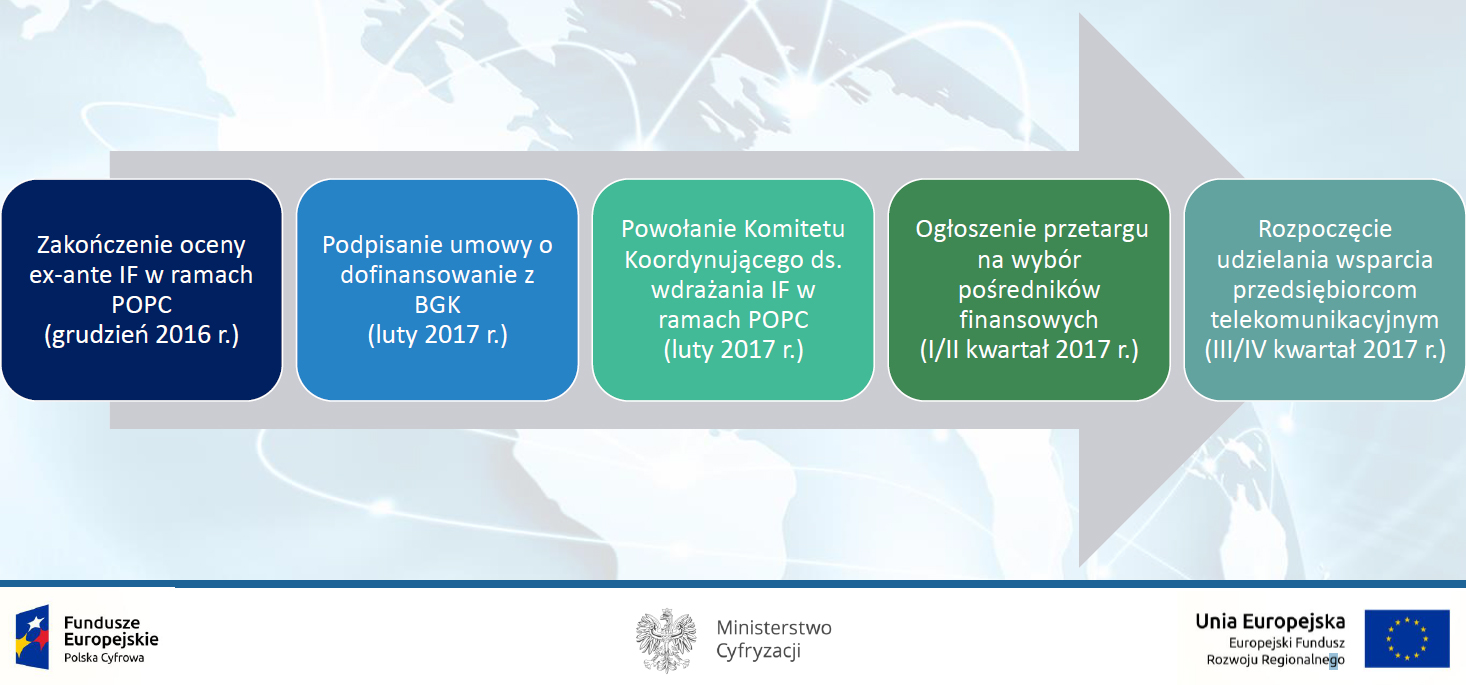 Zakończenie oceny
ex-ante IF w ramach
POPC
(grudzień 2016 r.)
Podpisanie umowy o
dofinansowanie z
BGK
(luty 2017 r.)
Powołanie Komitetu
Koordynującego ds.
wdrażania IF w
ramach POPC
(luty 2017 r.)
Ogłoszenie przetargu
na wybór
pośredników
finansowych
(I/II kwartał 2017 r.)
Rozpoczęcie
udzielania wsparcia
przedsiębiorcom
telekomunikacyjnym
(III/IV kwartał 2017 r.)
Fundusze
Europejskie
Polska Cyfrowa
Ministerstwo
Cyfryzacji
Unia Europejska
Europejski Fundusz
Rozwoju Regionalnego